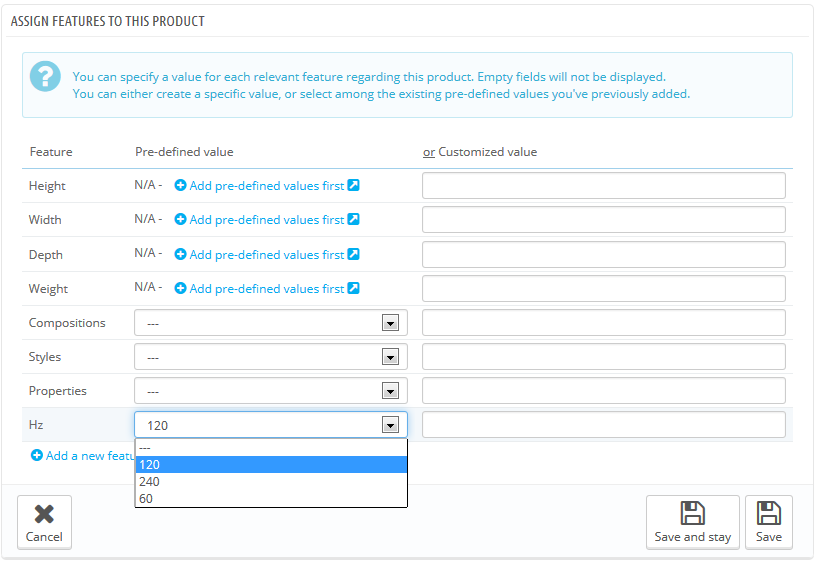 ASSIGN FEATURES TO THIS PRODUCT
?
You can specify a value for each relevant feature regarding this product. Empty fields will not be displayed.
You can either create a specific value, or select among the existing pre-defined values you've previously added.
Feature Pre-defined value or Customized value
Height N/A - Add pre-defined values first
Width N/A - Add pre-defined values first
Depth N/A - Add pre-defined values first
Weight N/A - Add pre-defined values first
Compositions ---
Styles ---
Properties ---
Hz 120
---
Add a new featu
120
240
60
Cancel Save and stay Save